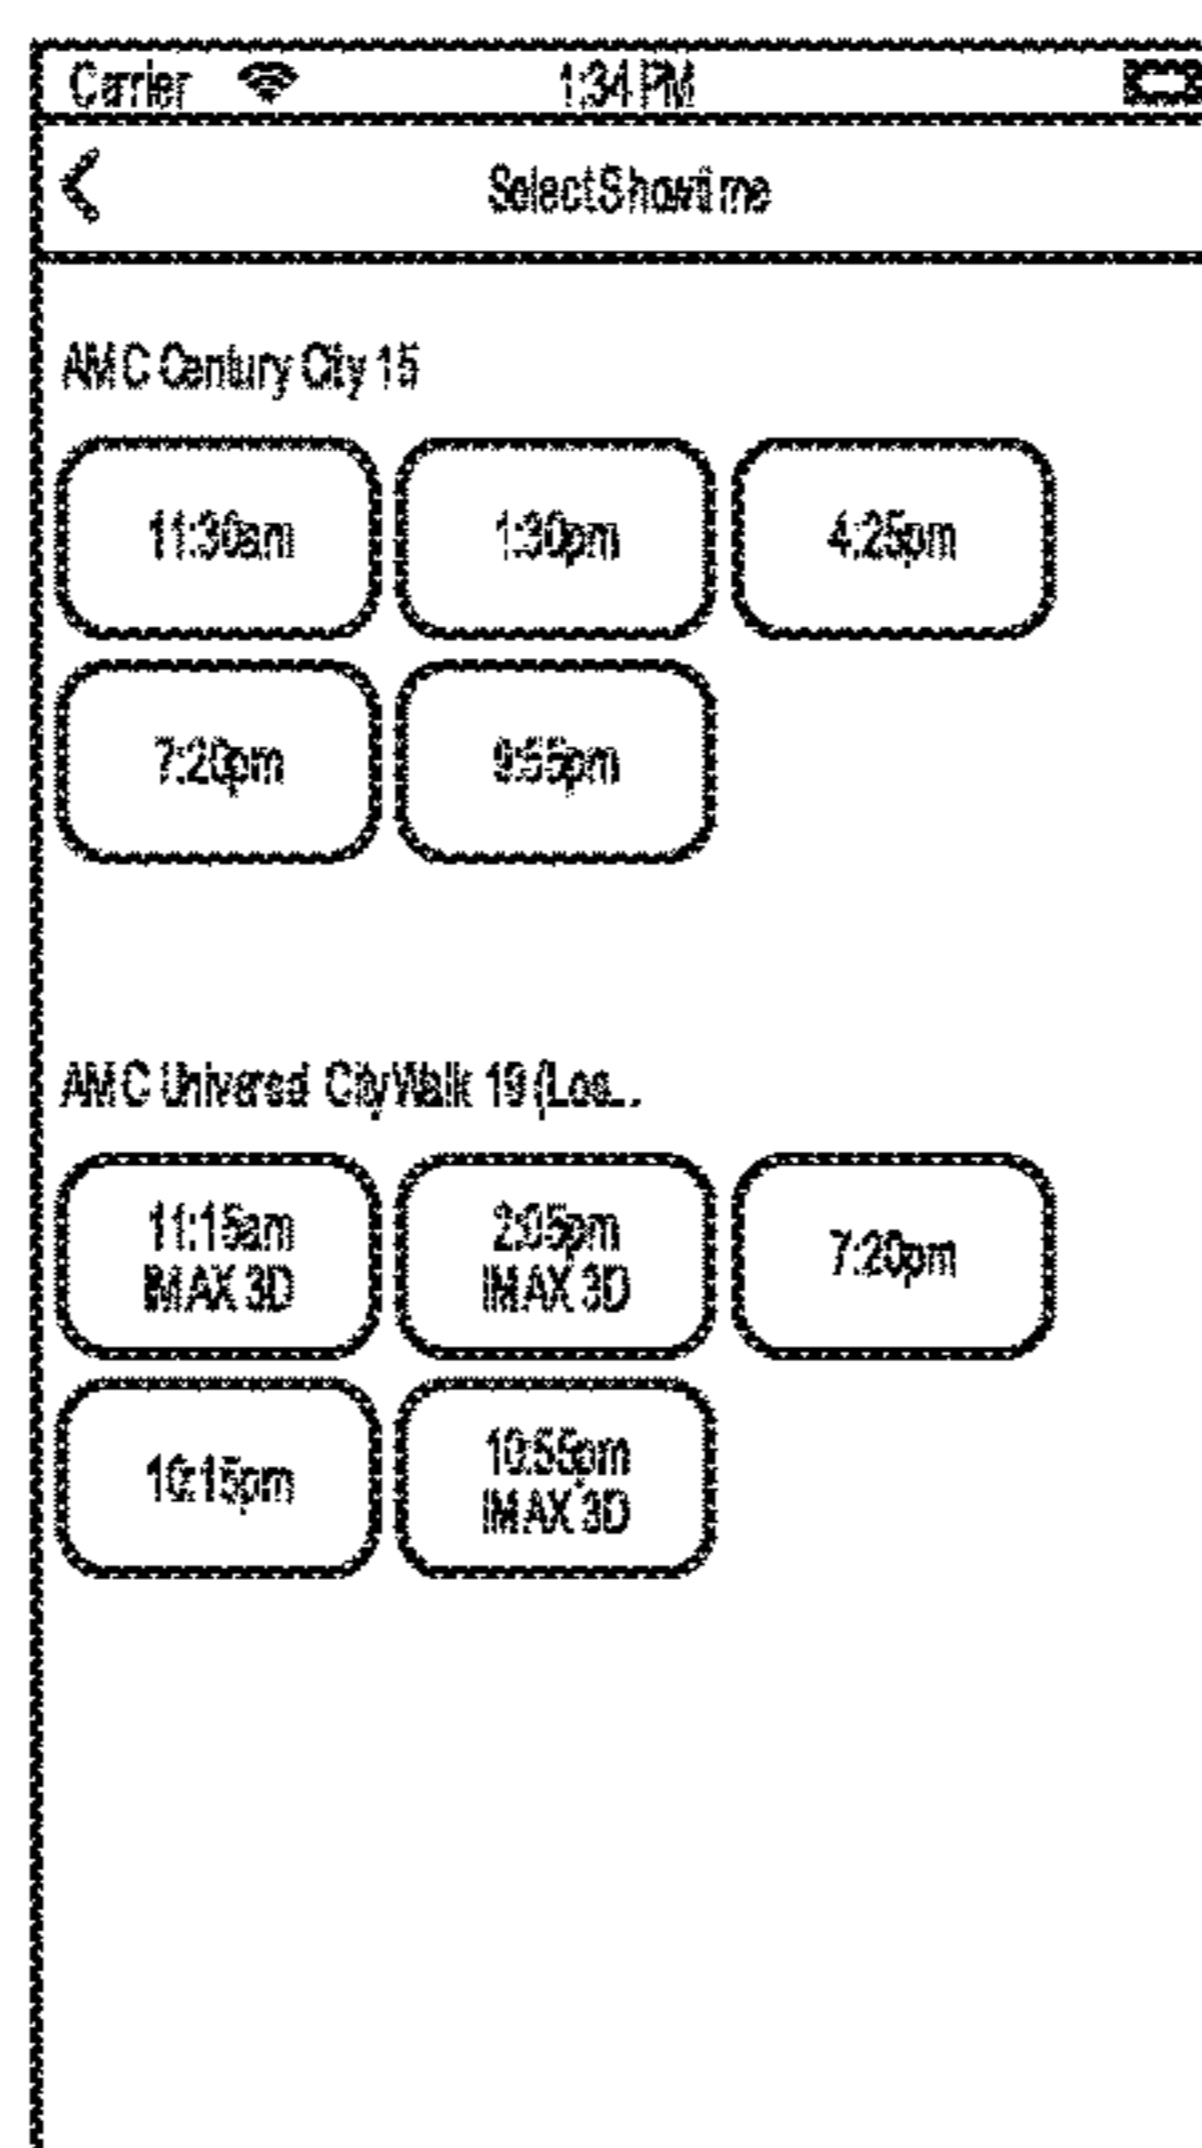 Carrier 1:34 PM
Select Showtime
AMC Century City 15
11:30am 1:30pm 4:25pm
7:20pm 9:55pm
AMC Universal CityWalk 19 (Los...
11:15am 2:05pm 7:20pm
IMAX 3D IMAX 3D
10:15pm 10:55pm
IMAX 3D